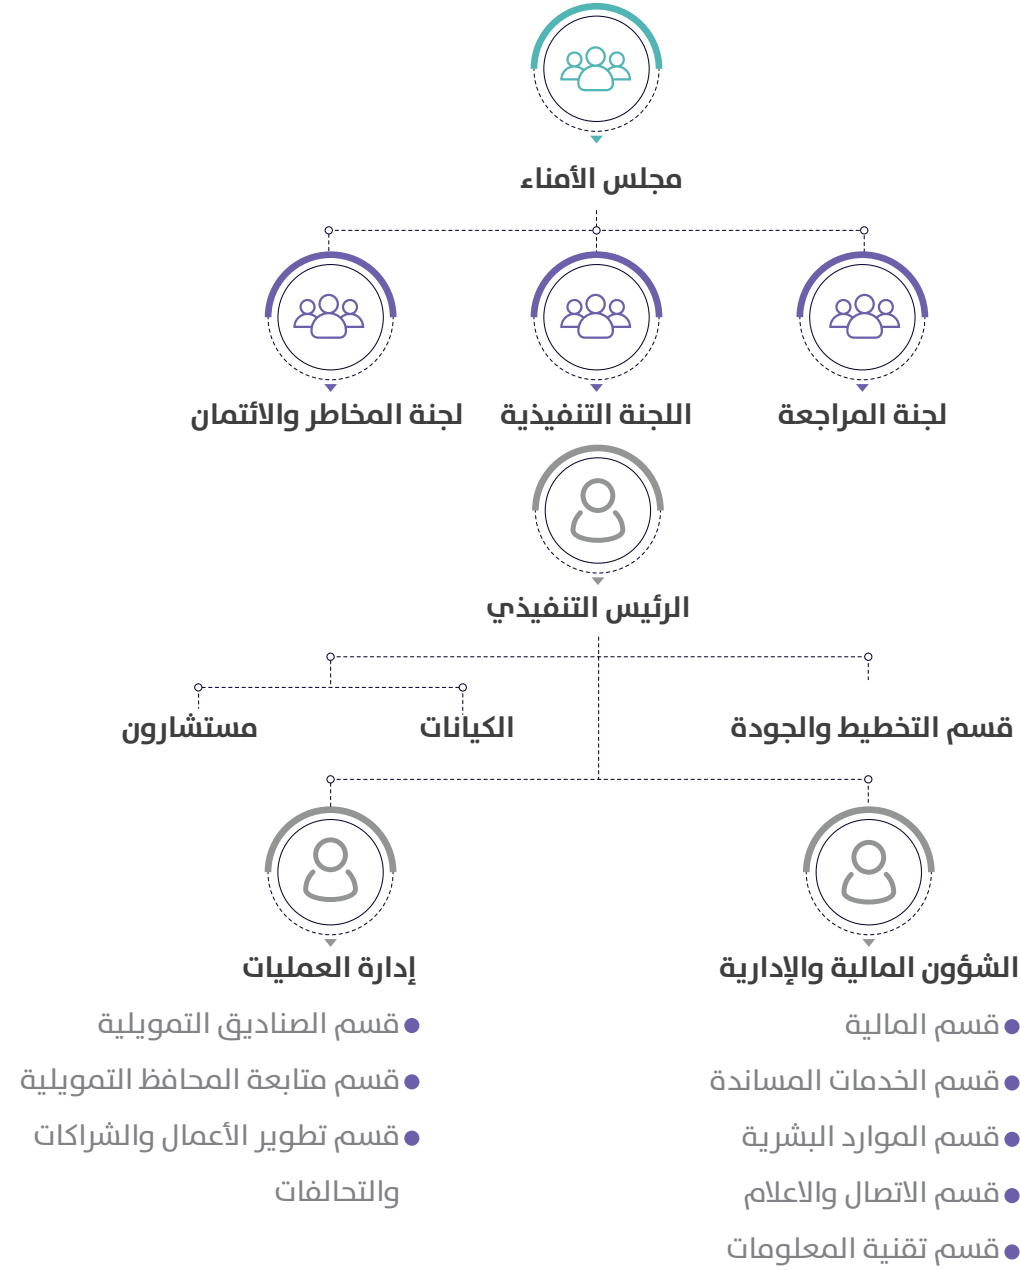 مجلس الأمناء
لجنة المراجعة
اللجنة التنفيذية
لجنة المخاطر والائتمان
الرئيس التنفيذي
قسم التخطيط والجودة
الكيانات
مستشارون
الشؤون المالية والإدارية
قسم المالية
قسم الخدمات المساندة
قسم الموارد البشرية
قسم الاتصال والاعلام
قسم تقنية المعلومات
إدارة العمليات
قسم الصناديق التمويلية
قسم متابعة المحافظ التمويلية
قسم تطوير الأعمال والشراكات
والتحالفات